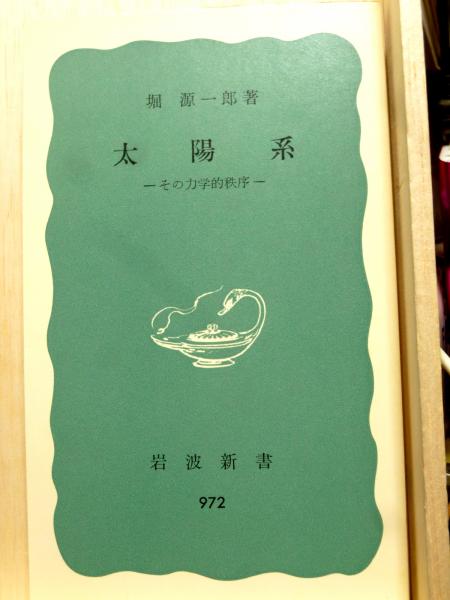 堀 源一郎著
太陽系
―その力学的秩序―
岩波新書
972